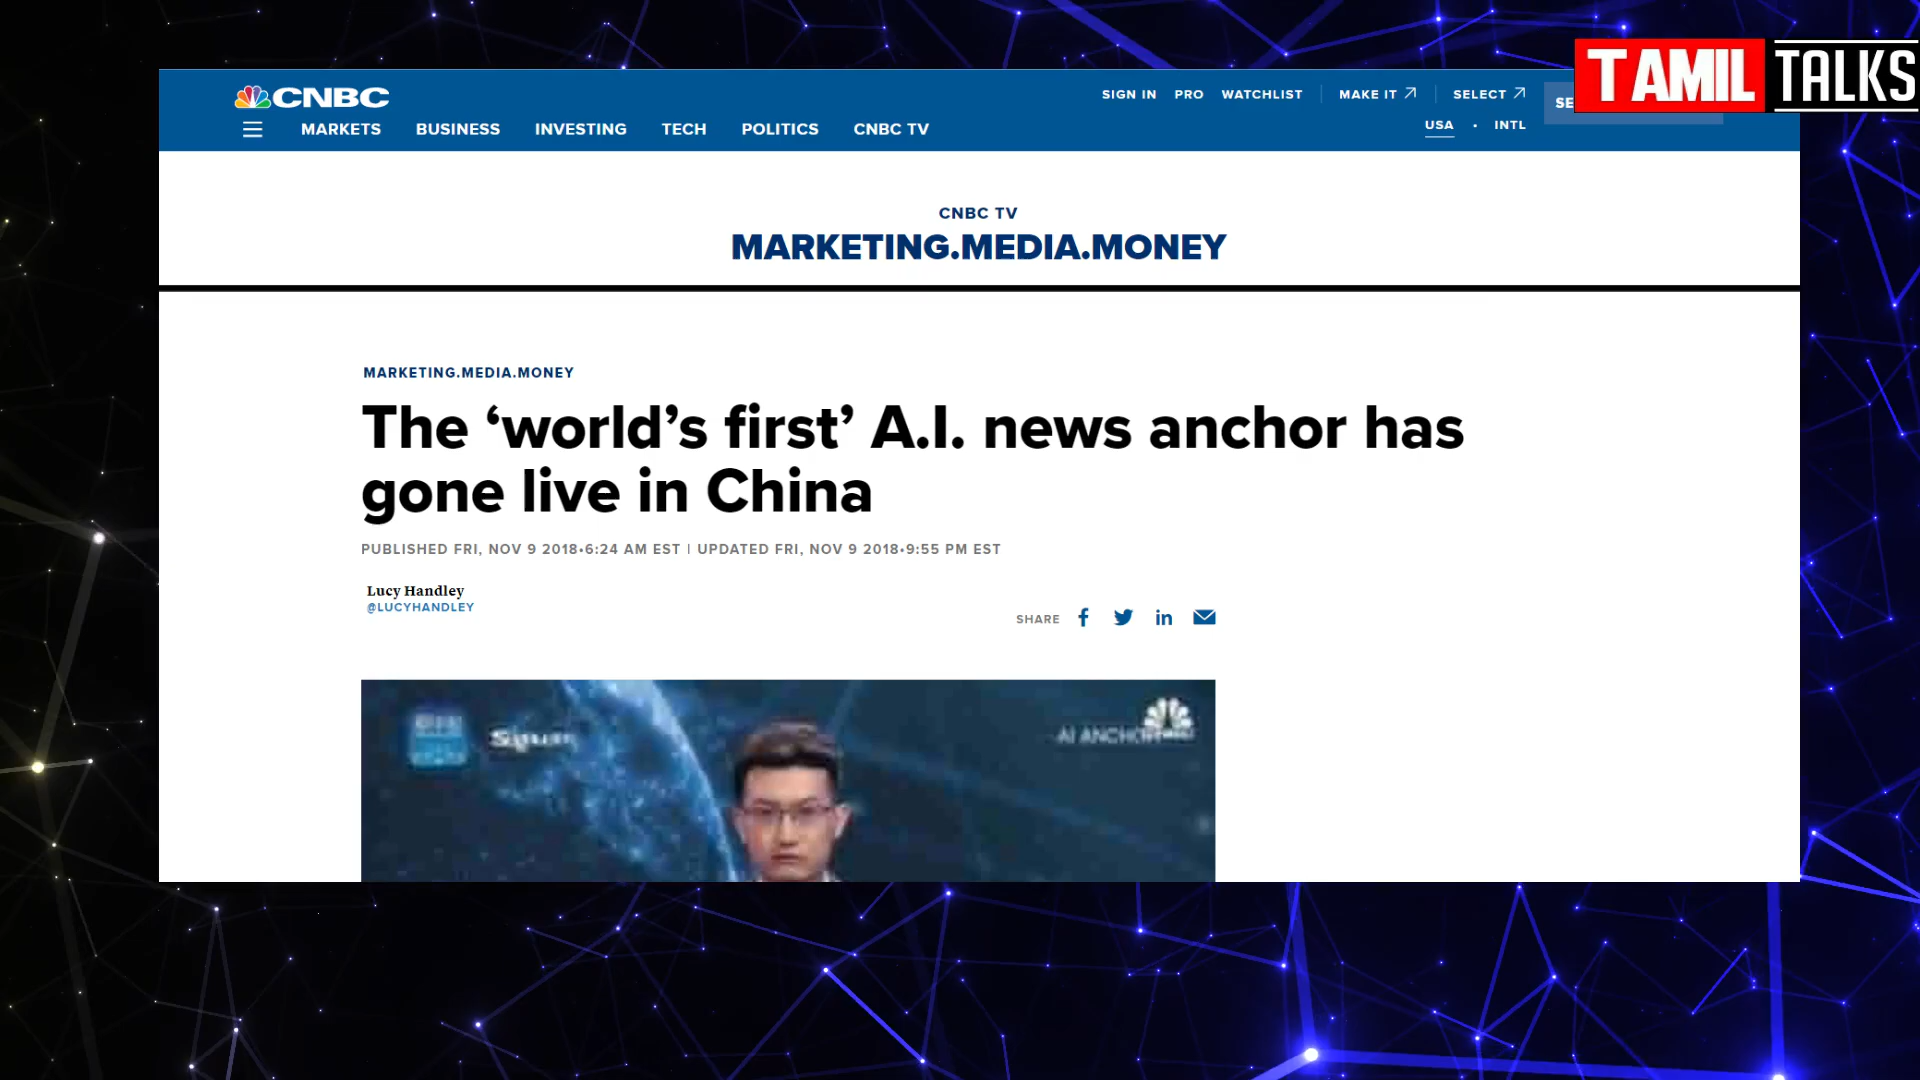 TAMIL TALKS
CNBC
SIGN IN PRO WATCHLIST MAKE IT SELECT SE
MARKETS BUSINESS INVESTING TECH POLITICS CNBC TV
USA • INTL
CNBC TV
MARKETING.MEDIA.MONEY
MARKETING.MEDIA.MONEY
The ‘world’s first’ A.I. news anchor has
gone live in China
PUBLISHED FRI, NOV 9 2018•6:24 AM EST | UPDATED FRI, NOV 9 2018•9:55 PM EST
Lucy Handley
@LUCYHANDLEY
SHARE
AI ANCHOR